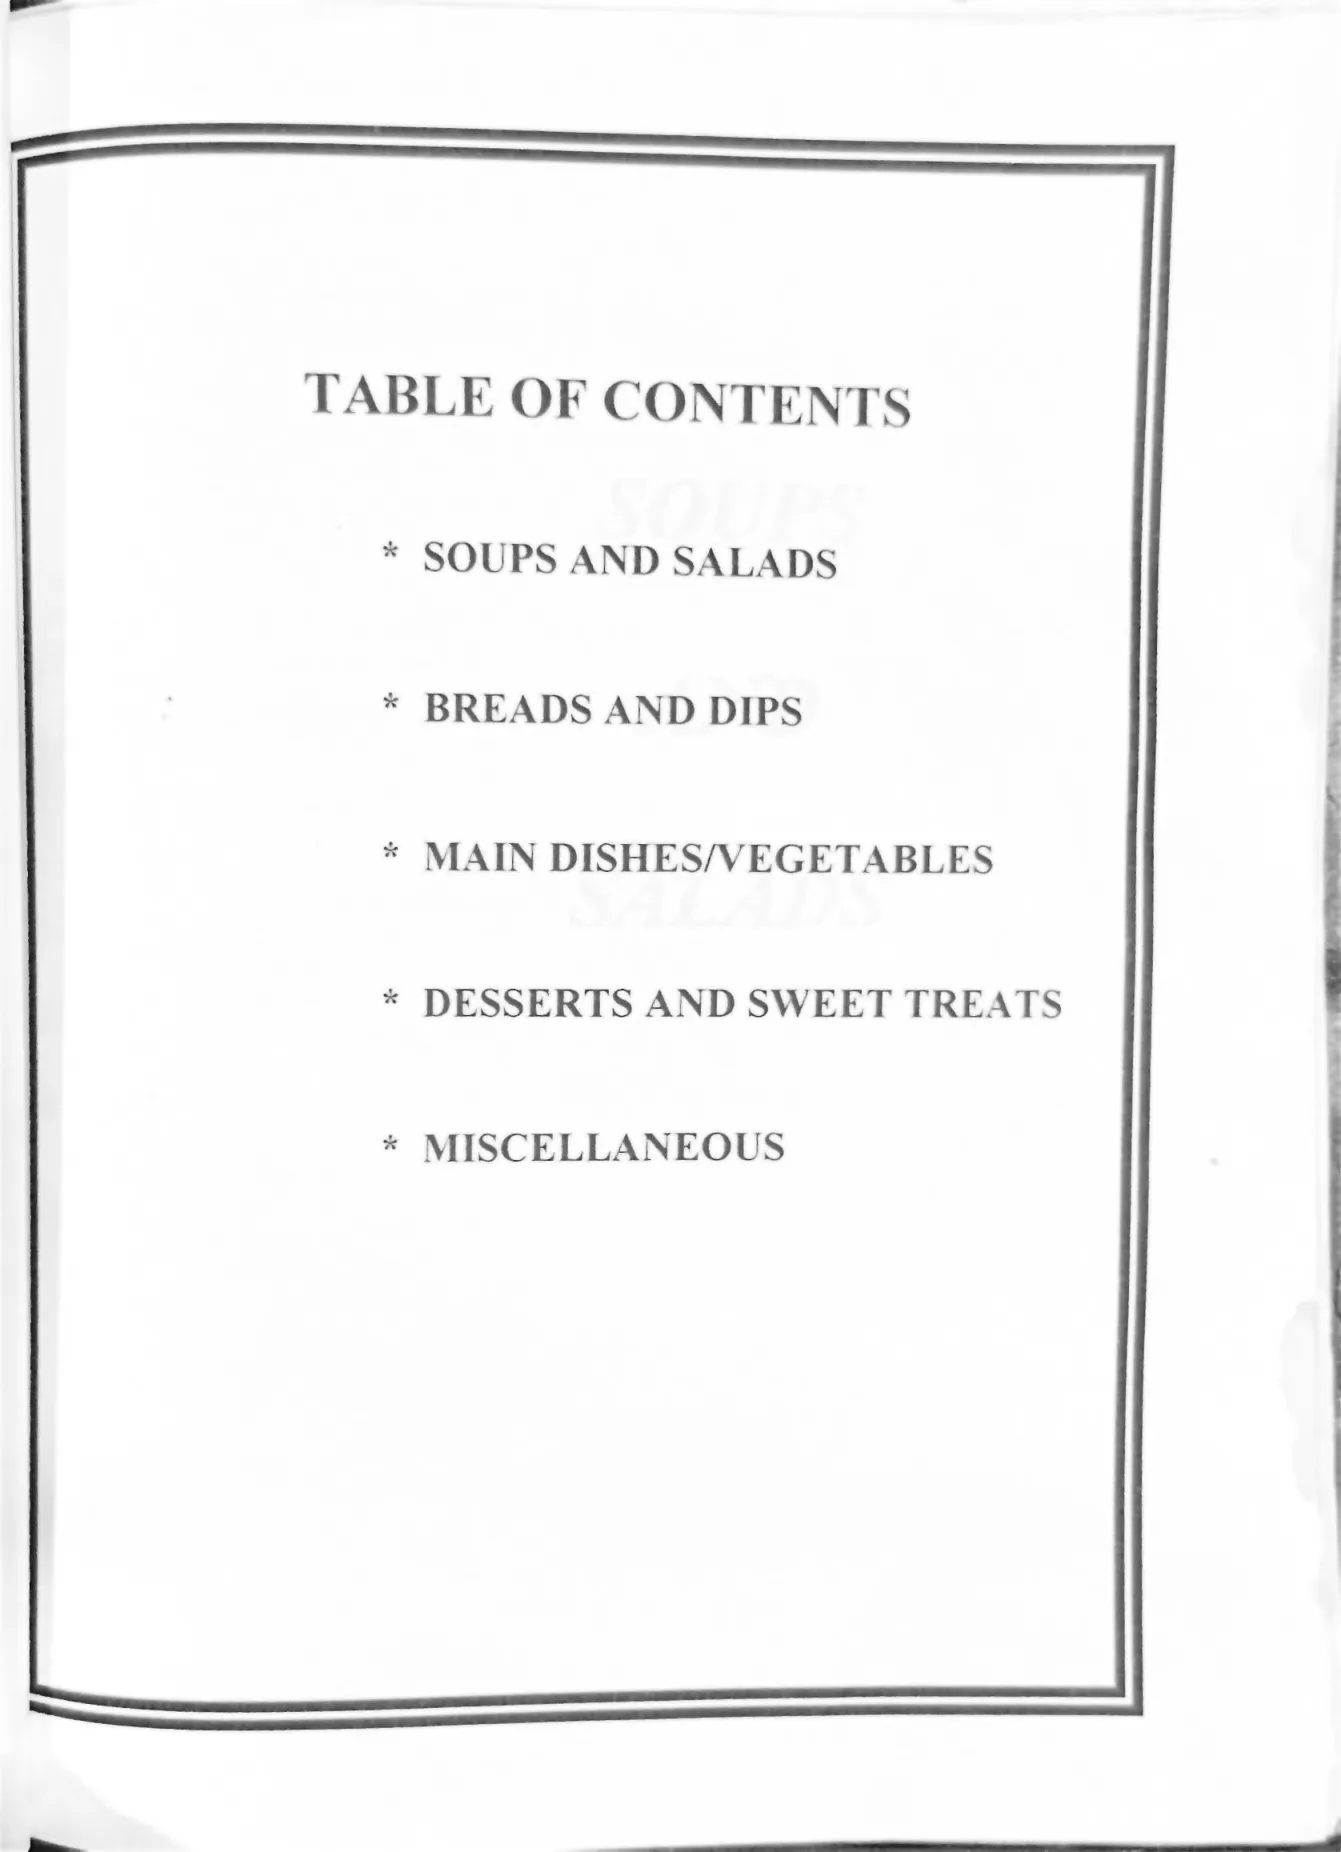 TABLE OF CONTENTS
* SOUPS AND SALADS
* BREADS AND DIPS
* MAIN DISHES/VEGETABLES
* DESSERTS AND SWEET TREATS
* MISCELLANEOUS